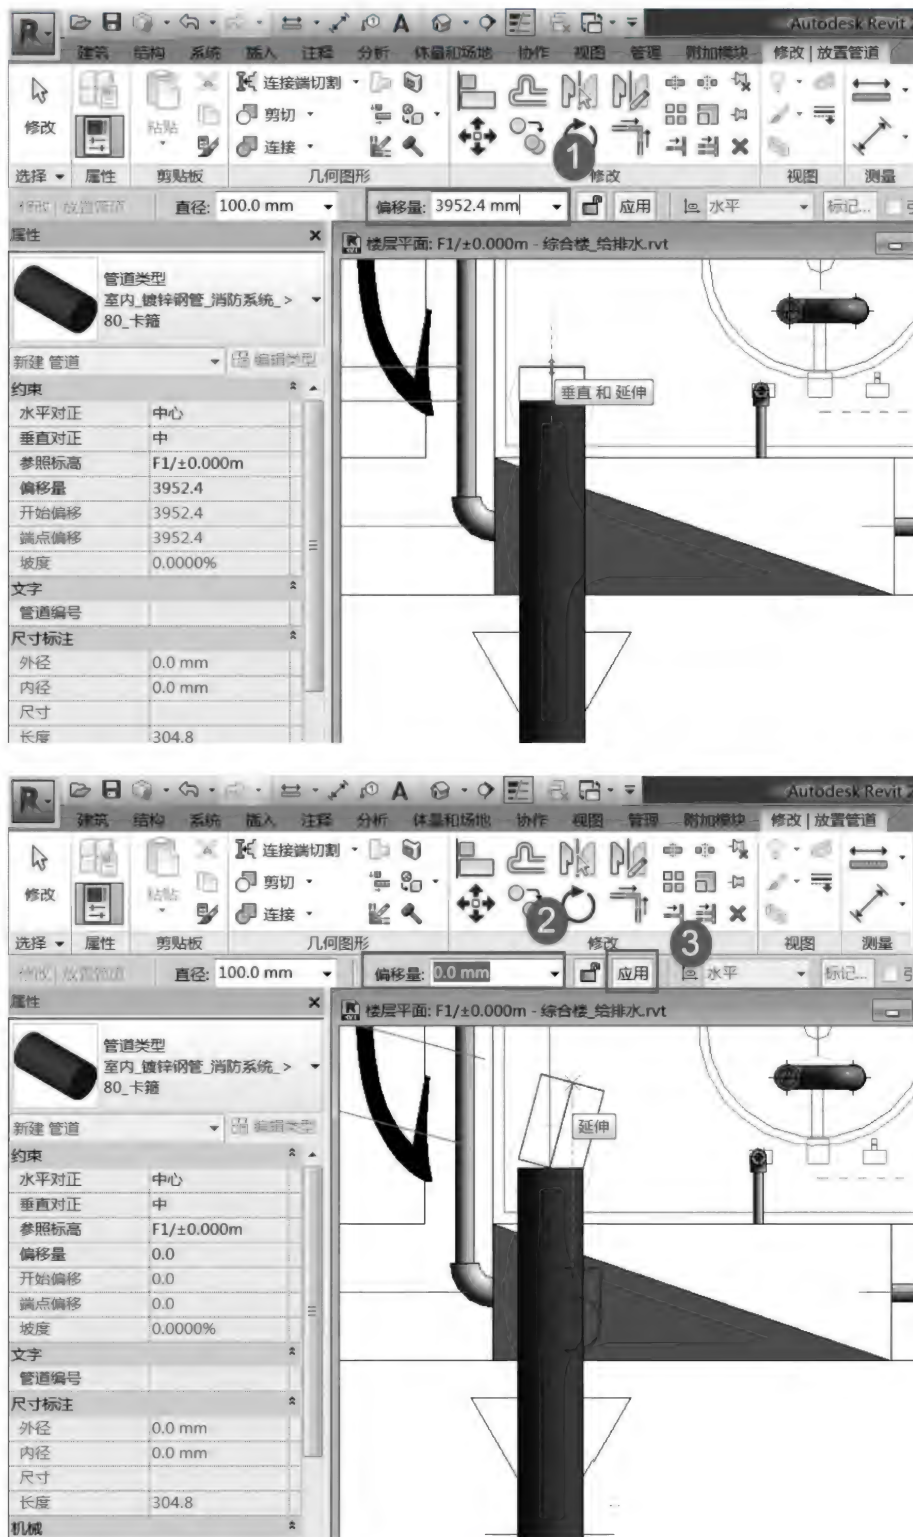 Autodesk Revit 2
建筑 结构 系统 插入 注释 分析 体量和场地 协作 视图 管理 附加模块 修改 | 放置管道
修改 粘贴 连接端切割
剪切
连接
1
选择 属性 剪贴板 几何图形 修改 视图 测量
修改 | 放置管道 直径: 100.0 mm 偏移量: 3952.4 mm 应用 水平 标记... 引
属性
楼层平面: F1/±0.000m - 综合楼_给排水.rvt
管道类型
室内_镀锌钢管_消防系统_>
80_卡箍
新建 管道 编辑类型
垂直 和 延伸
约束
水平对正 中心
垂直对正 中
参照标高 F1/±0.000m
偏移量 3952.4
开始偏移 3952.4
端点偏移 3952.4
坡度 0.0000%
文字
管道编号
尺寸标注
外径 0.0 mm
内径 0.0 mm
尺寸
长度 304.8
Autodesk Revit 2
建筑 结构 系统 插入 注释 分析 体量和场地 协作 视图 管理 附加模块 修改 | 放置管道
修改 粘贴 连接端切割
剪切
连接
2
3
选择 属性 剪贴板 几何图形 修改 视图 测量
修改 | 放置管道 直径: 100.0 mm 偏移量: 0.0 mm 应用 水平 标记... 引
属性
楼层平面: F1/±0.000m - 综合楼_给排水.rvt
管道类型
室内_镀锌钢管_消防系统_>
80_卡箍
新建 管道 编辑类型
延伸
约束
水平对正 中心
垂直对正 中
参照标高 F1/±0.000m
偏移量 0.0
开始偏移 0.0
端点偏移 0.0
坡度 0.0000%
文字
管道编号
尺寸标注
外径 0.0 mm
内径 0.0 mm
尺寸
长度 304.8
机械